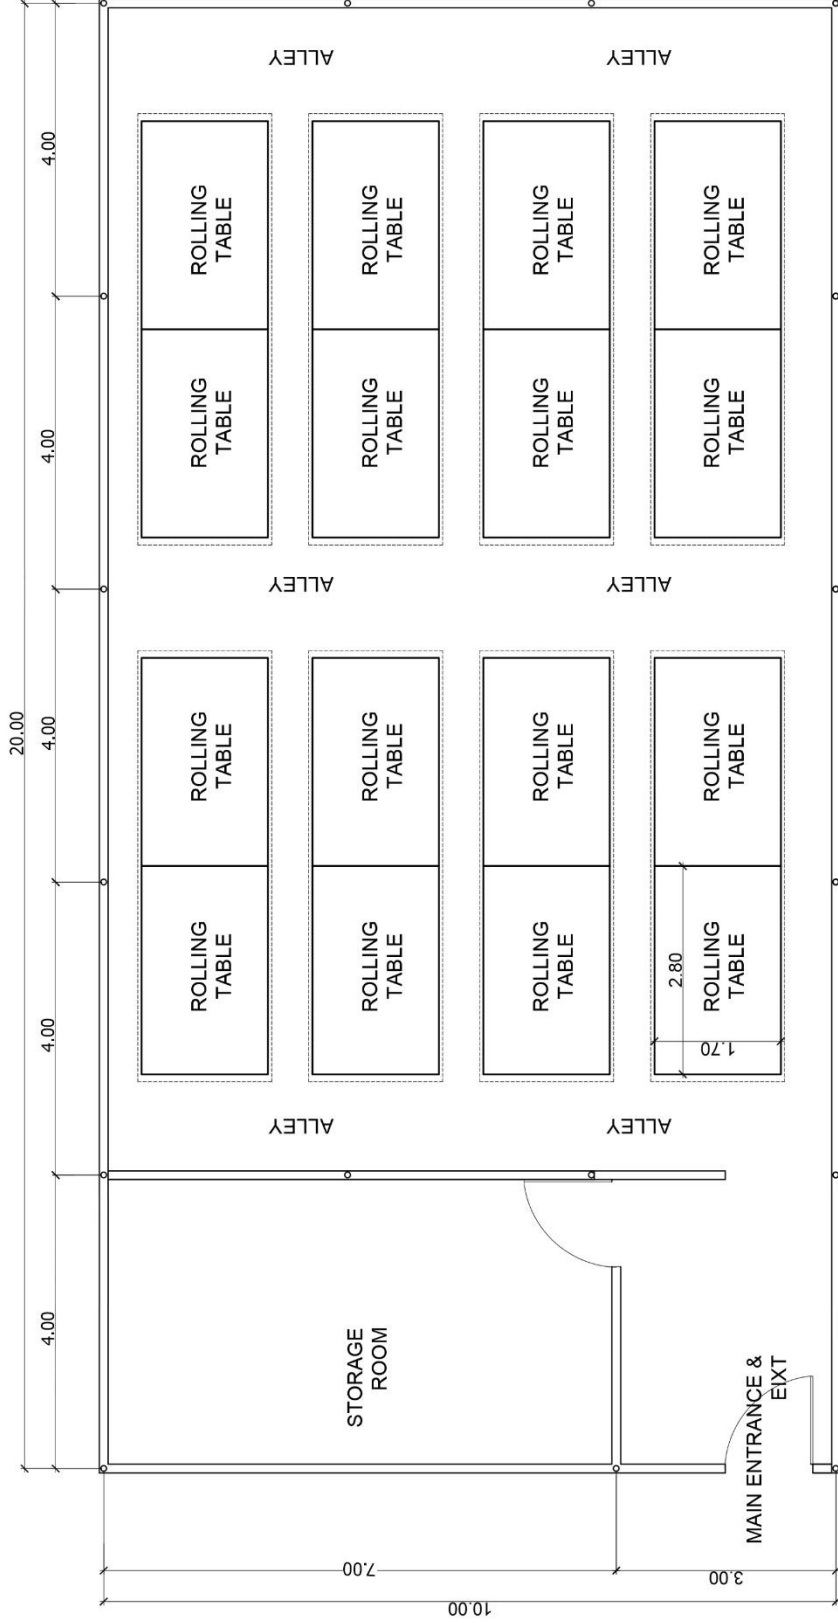 20.00
4.00
4.00
4.00
4.00
4.00
ROLLING
TABLE
ROLLING
TABLE
ROLLING
TABLE
ROLLING
TABLE
ALLEY
ALLEY
ALLEY
10.00
7.00
STORAGE
ROOM
ROLLING
TABLE
ROLLING
TABLE
ROLLING
TABLE
ROLLING
TABLE
ROLLING
TABLE
ROLLING
TABLE
ROLLING
TABLE
ROLLING
TABLE
ALLEY
ALLEY
ALLEY
3.00
MAIN ENTRANCE &
EIXT
2.80
1.70
ROLLING
TABLE
ROLLING
TABLE
ROLLING
TABLE
ROLLING
TABLE